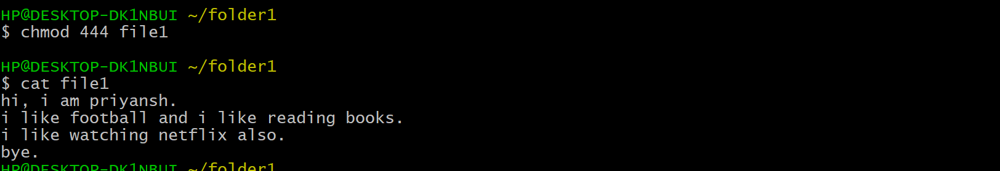 HP@DESKTOP-DK1NBUI ~/folder1
$ chmod 444 file1
HP@DESKTOP-DK1NBUI ~/folder1
$ cat file1
hi, i am priyansh.
i like football and i like reading books.
i like watching netflix also.
bye.
HP@DESKTOP-DK1NBUI ~/folder1